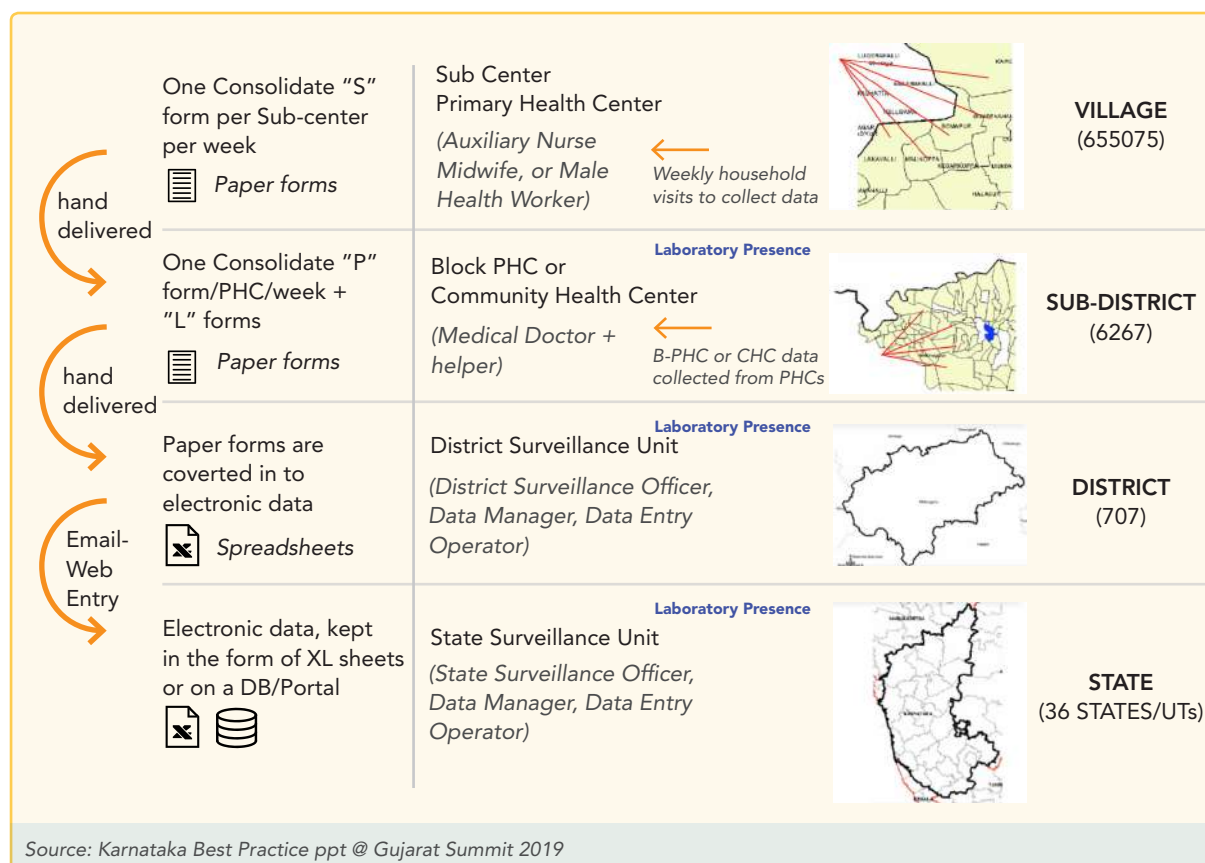 One Consolidate "S"
form per Sub-center
per week
Paper forms
Sub Center
Primary Health Center
(Auxiliary Nurse
Midwife, or Male
Health Worker)
Weekly household
visits to collect data
VILLAGE
(655075)
hand
delivered
One Consolidate "P"
form/PHC/week +
"L" forms
Paper forms
Laboratory Presence
Block PHC or
Community Health Center
(Medical Doctor +
helper)
B-PHC or CHC data
collected from PHCs
SUB-DISTRICT
(6267)
hand
delivered
Paper forms are
coverted in to
electronic data
Spreadsheets
Laboratory Presence
District Surveillance Unit
(District Surveillance Officer,
Data Manager, Data Entry
Operator)
DISTRICT
(707)
Email-
Web
Entry
Electronic data, kept
in the form of XL sheets
or on a DB/Portal
Laboratory Presence
State Surveillance Unit
(State Surveillance Officer,
Data Manager, Data Entry
Operator)
STATE
(36 STATES/UTs)
Source: Karnataka Best Practice ppt @ Gujarat Summit 2019